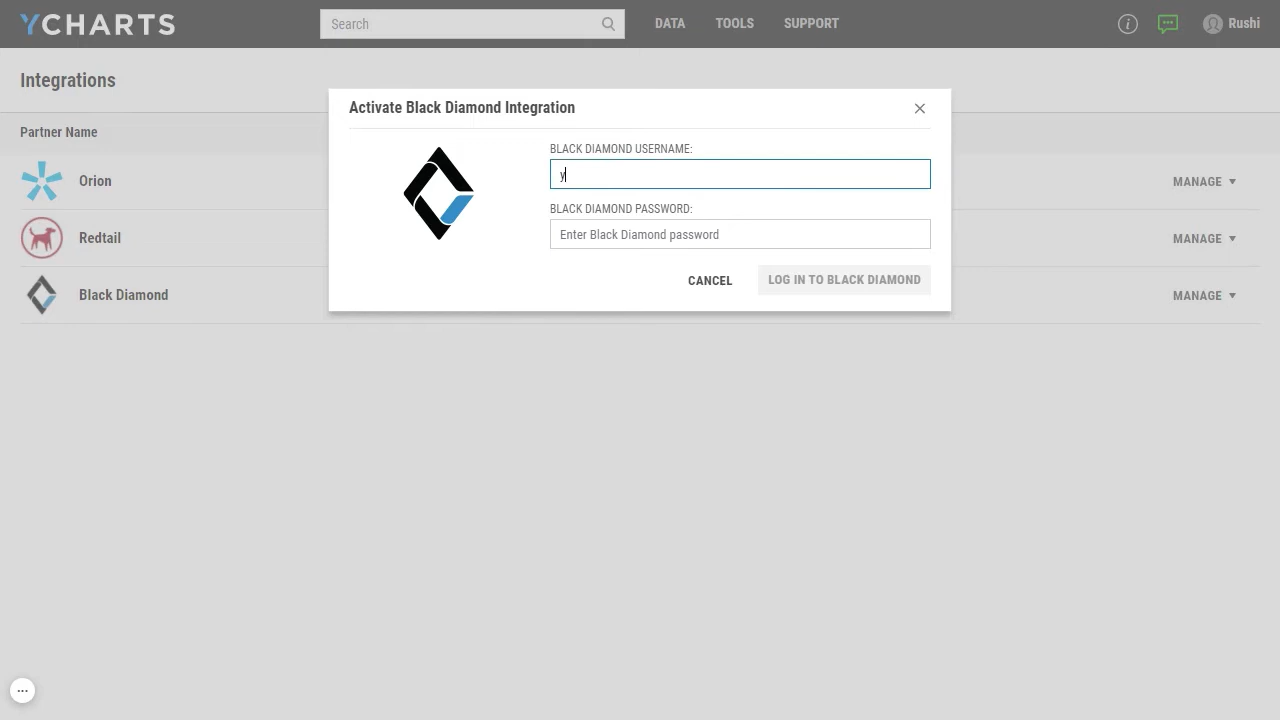 YCHARTS
Search
DATA
TOOLS
SUPPORT
Rushi
Integrations
Activate Black Diamond Integration
Partner Name
BLACK DIAMOND USERNAME:
y
Orion
MANAGE
BLACK DIAMOND PASSWORD:
Enter Black Diamond password
Redtail
MANAGE
CANCEL
LOG IN TO BLACK DIAMOND
Black Diamond
MANAGE